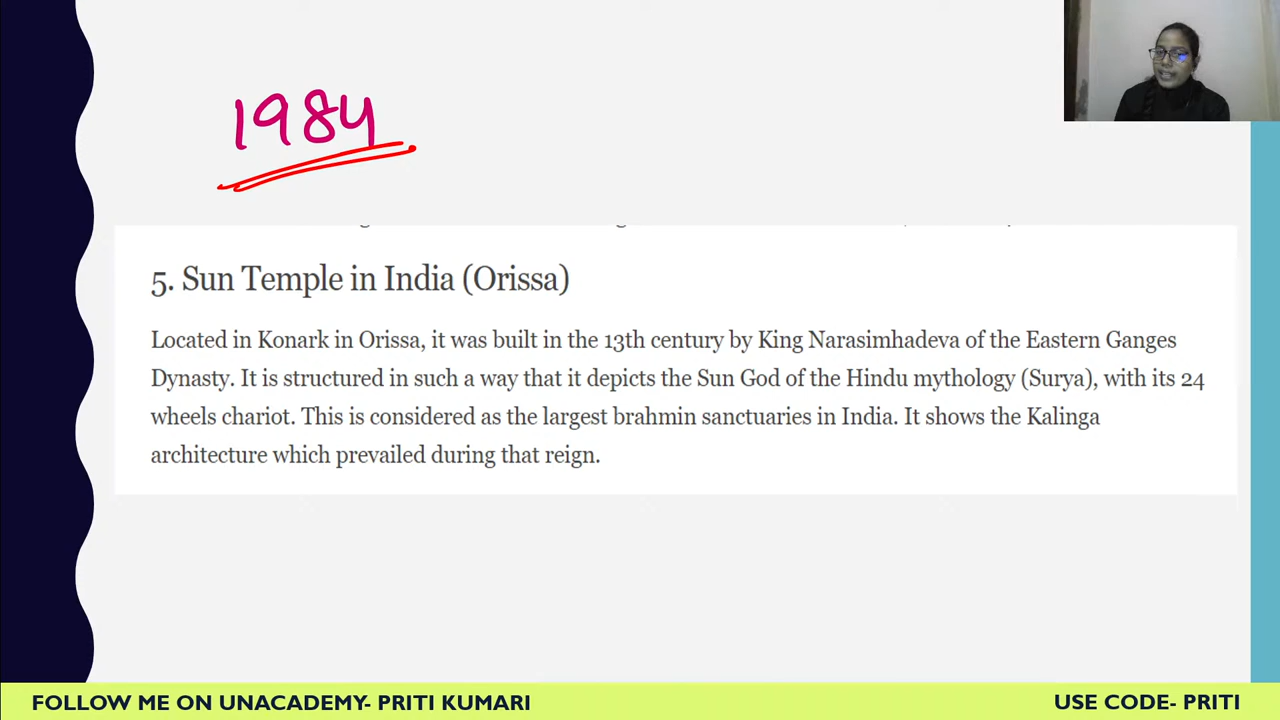 1984
5. Sun Temple in India (Orissa)
Located in Konark in Orissa, it was built in the 13th century by King Narasimhadeva of the Eastern Ganges
Dynasty. It is structured in such a way that it depicts the Sun God of the Hindu mythology (Surya), with its 24
wheels chariot. This is considered as the largest brahmin sanctuaries in India. It shows the Kalinga
architecture which prevailed during that reign.
FOLLOW ME ON UNACADEMY- PRITI KUMARI
USE CODE- PRITI